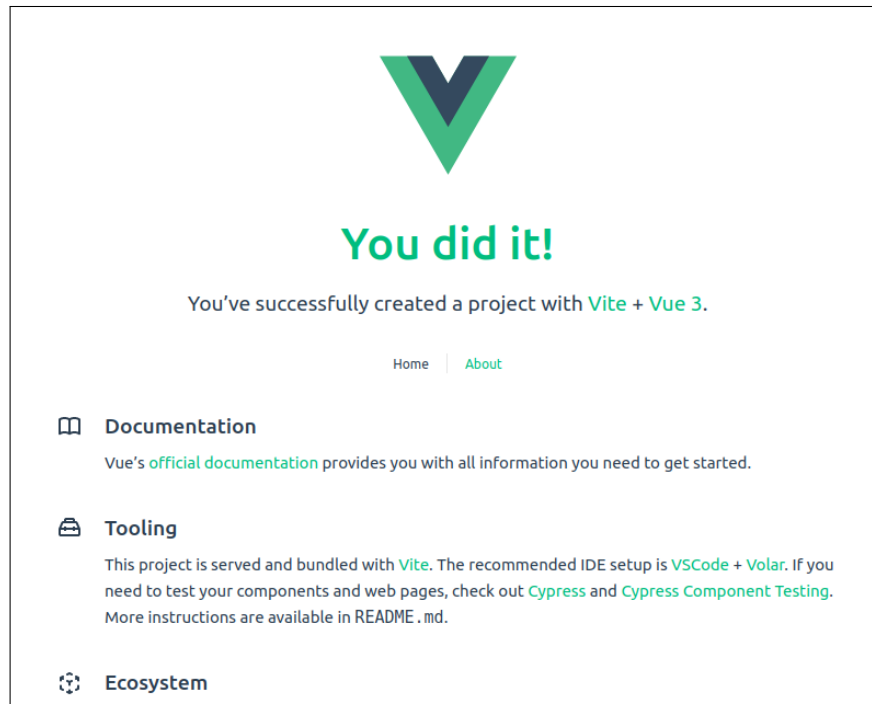 You did it!
You’ve successfully created a project with Vite + Vue 3.
Home About
Documentation
Vue’s official documentation provides you with all information you need to get started.
Tooling
This project is served and bundled with Vite. The recommended IDE setup is VSCode + Volar. If you
need to test your components and web pages, check out Cypress and Cypress Component Testing.
More instructions are available in README.md.
Ecosystem